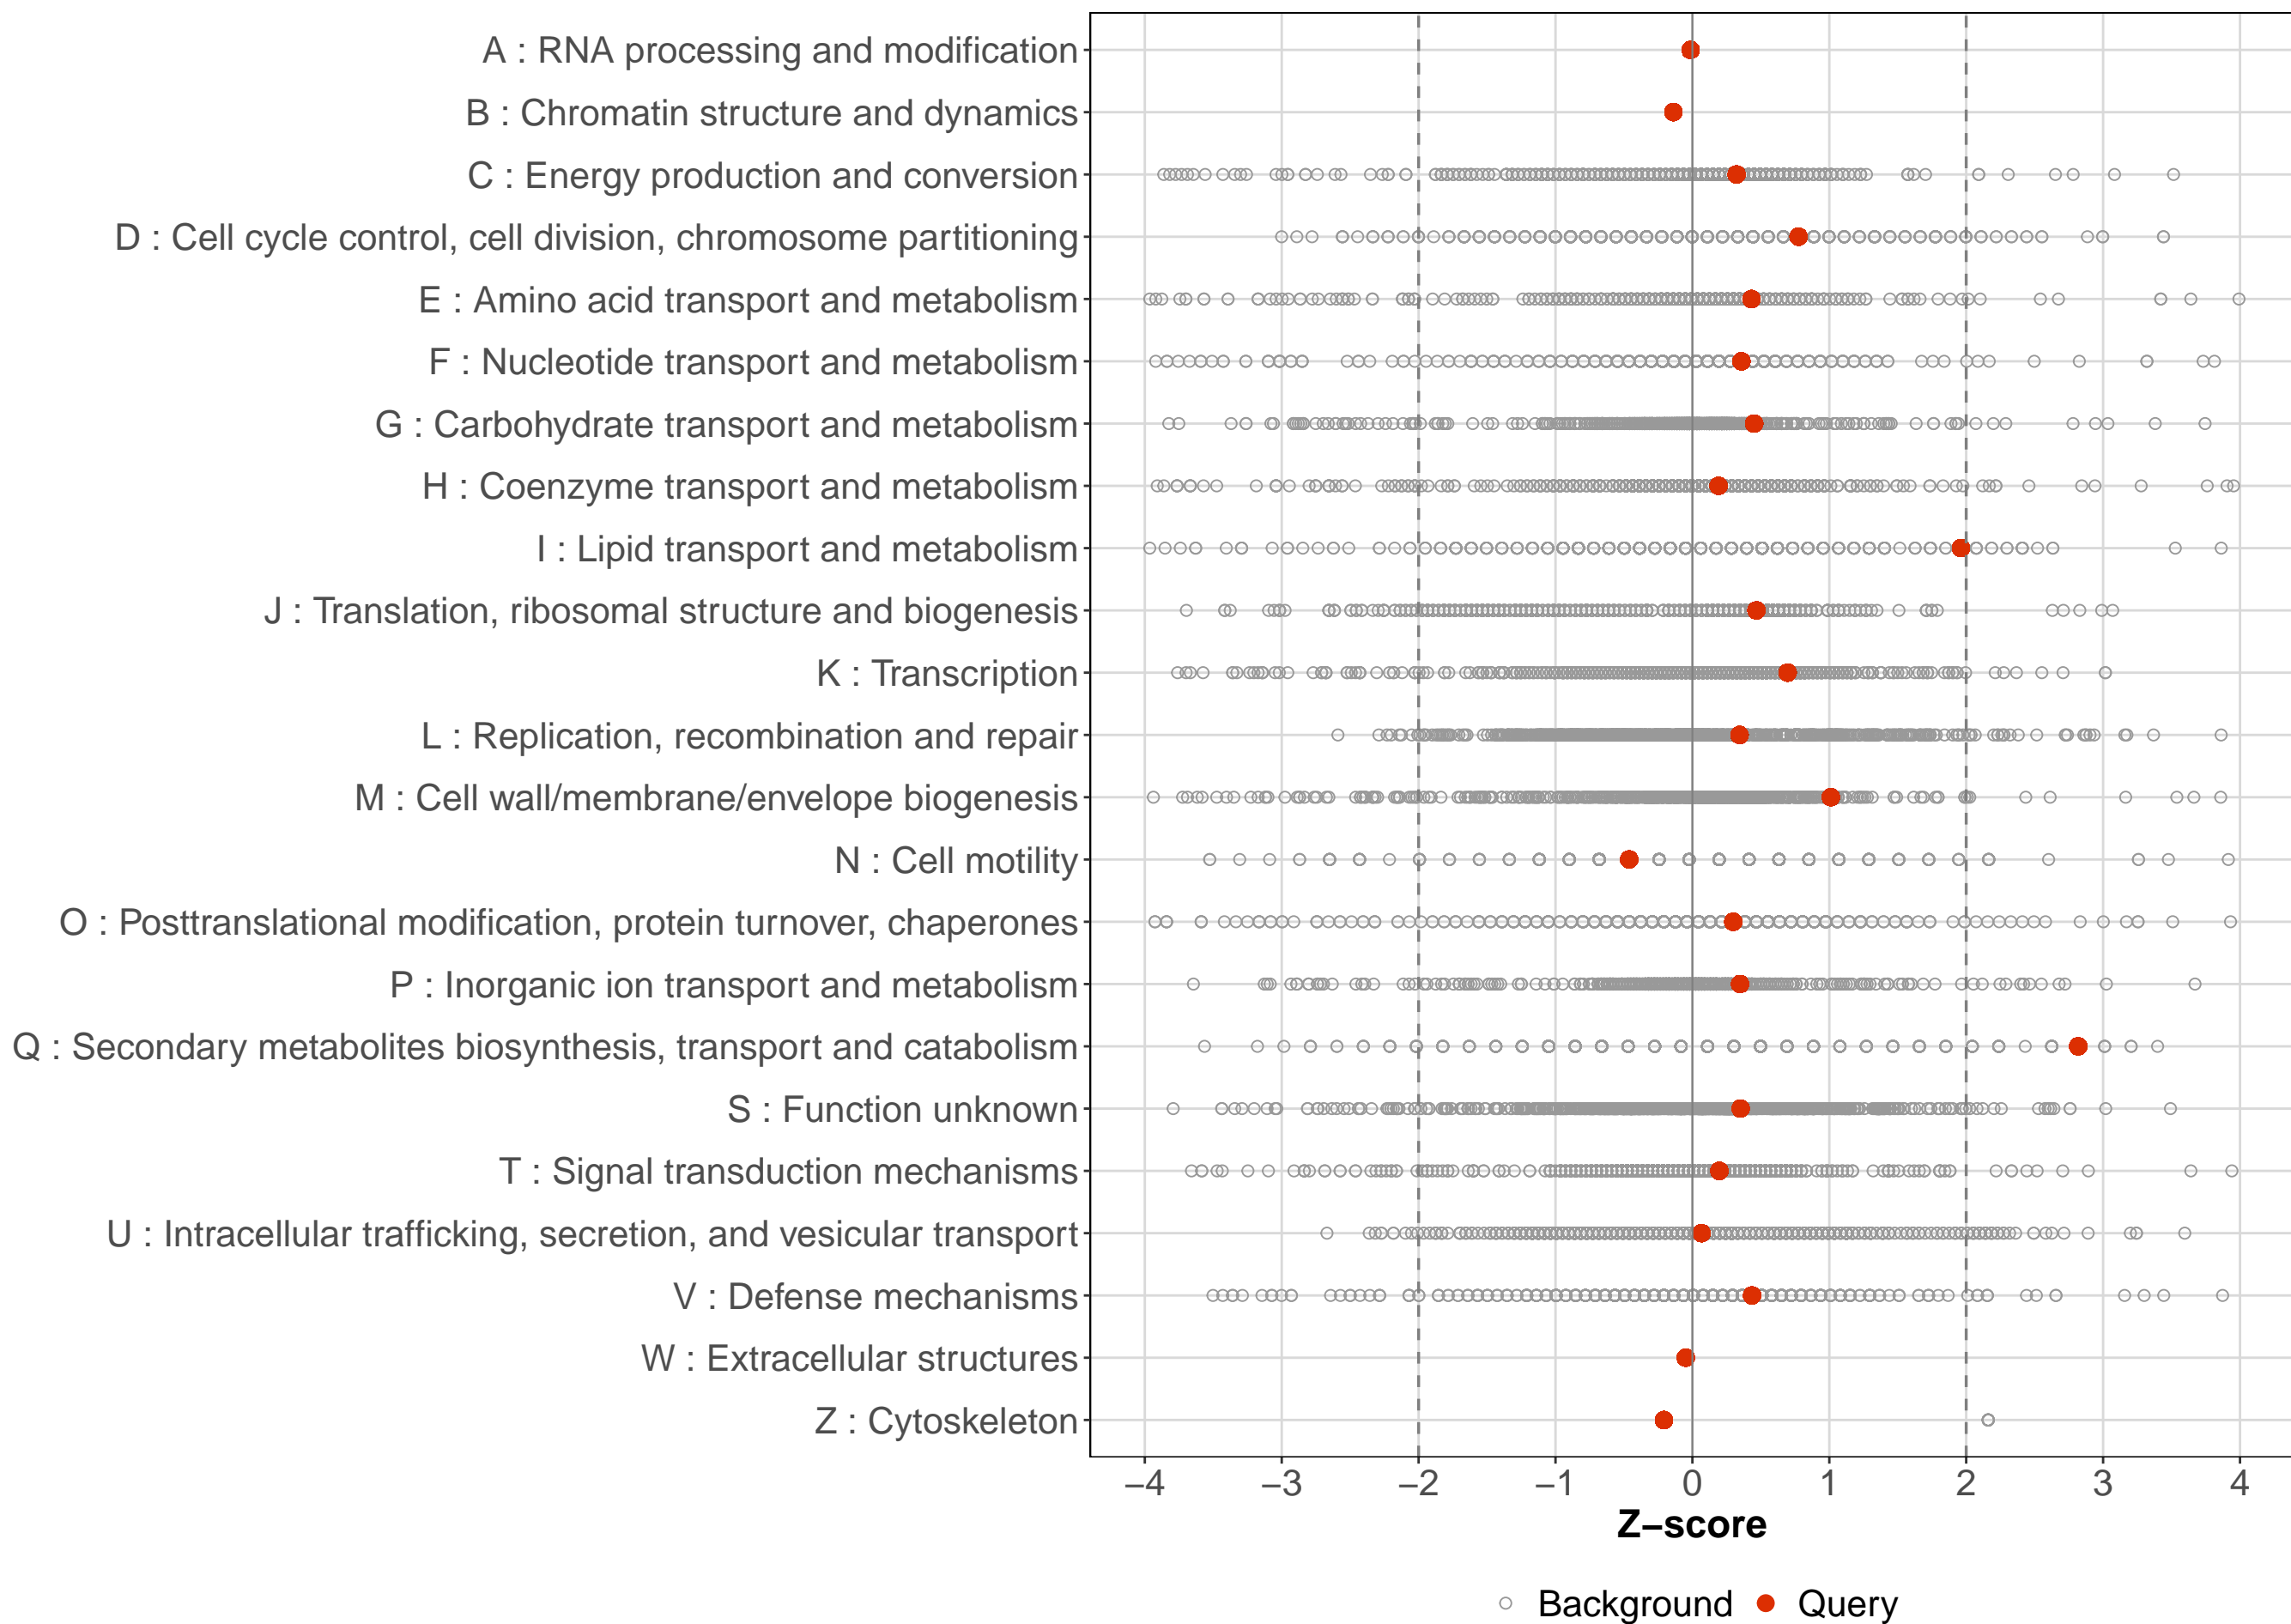 A : RNA processing and modification
B : Chromatin structure and dynamics
C : Energy production and conversion
D : Cell cycle control, cell division, chromosome partitioning
E : Amino acid transport and metabolism
F : Nucleotide transport and metabolism
G : Carbohydrate transport and metabolism
H : Coenzyme transport and metabolism
I : Lipid transport and metabolism
J : Translation, ribosomal structure and biogenesis
K : Transcription
L : Replication, recombination and repair
M : Cell wall/membrane/envelope biogenesis
N : Cell motility
O : Posttranslational modification, protein turnover, chaperones
P : Inorganic ion transport and metabolism
Q : Secondary metabolites biosynthesis, transport and catabolism
S : Function unknown
T : Signal transduction mechanisms
U : Intracellular trafficking, secretion, and vesicular transport
V : Defense mechanisms
W : Extracellular structures
Z : Cytoskeleton
−4 −3 −2 −1 0 1 2 3 4
Z−score
Background Query